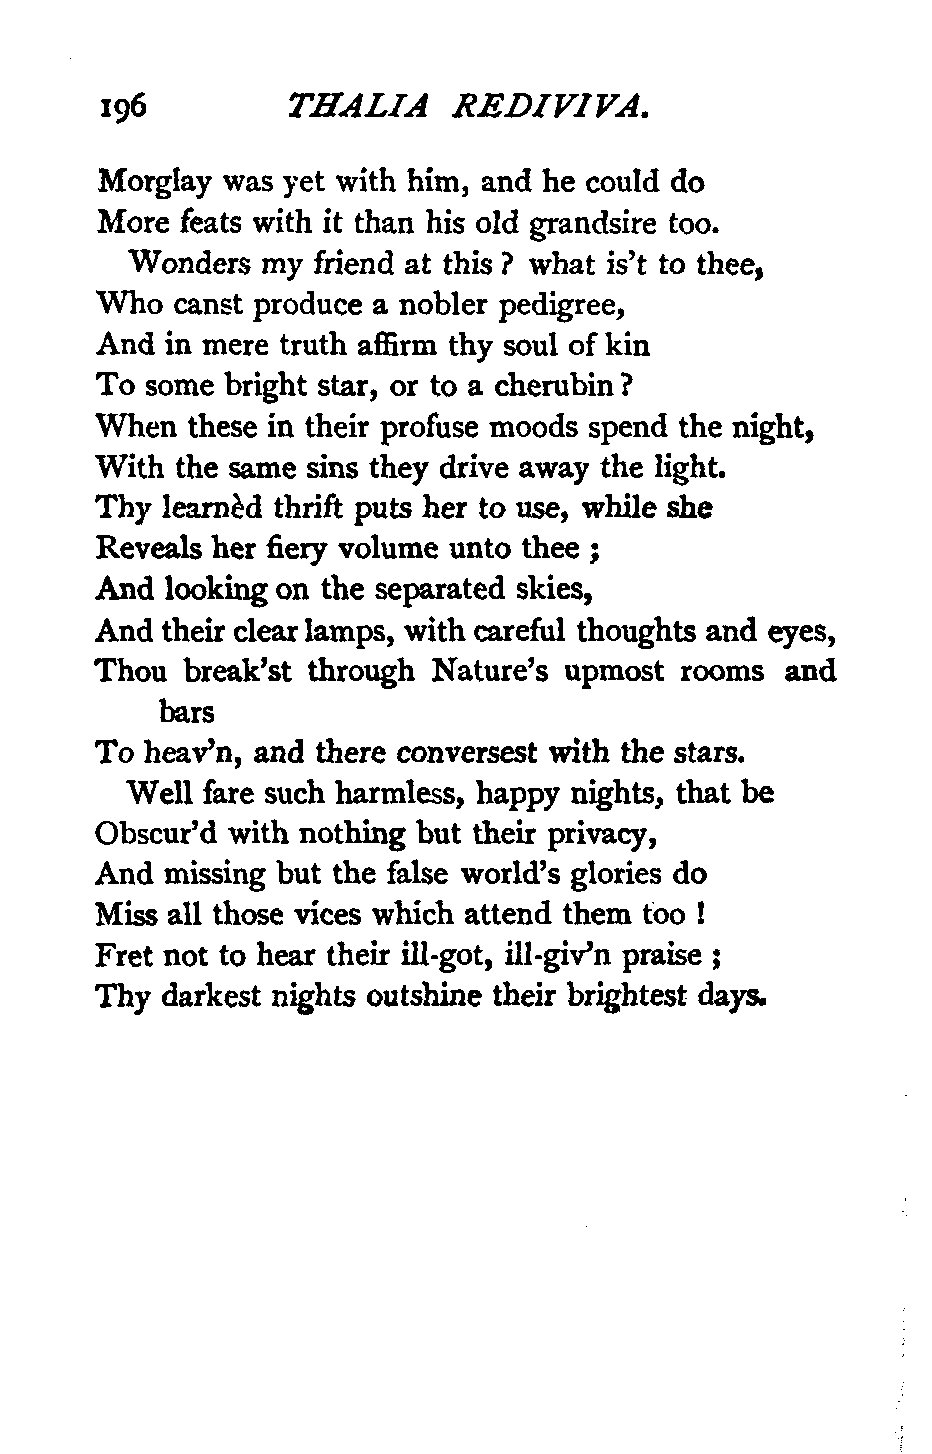 196 THALIA REDIVIVA.
Morglay was yet with him, and he could do
More feats with it than his old grandsire too.
Wonders my friend at this ? what is't to thee,
Who canst produce a nobler pedigree,
And in mere truth affirm thy soul of kin
To some bright star, or to a cherubin ?
When these in their profuse moods spend the night,
With the same sins they drive away the light.
Thy learnèd thrift puts her to use, while she
Reveals her fiery volume unto thee ;
And looking on the separated skies,
And their clear lamps, with careful thoughts and eyes,
Thou break'st through Nature's upmost rooms and
bars
To heav'n, and there conversest with the stars.
Well fare such harmless, happy nights, that be
Obscur'd with nothing but their privacy,
And missing but the false world's glories do
Miss all those vices which attend them too !
Fret not to hear their ill-got, ill-giv'n praise ;
Thy darkest nights outshine their brightest days.